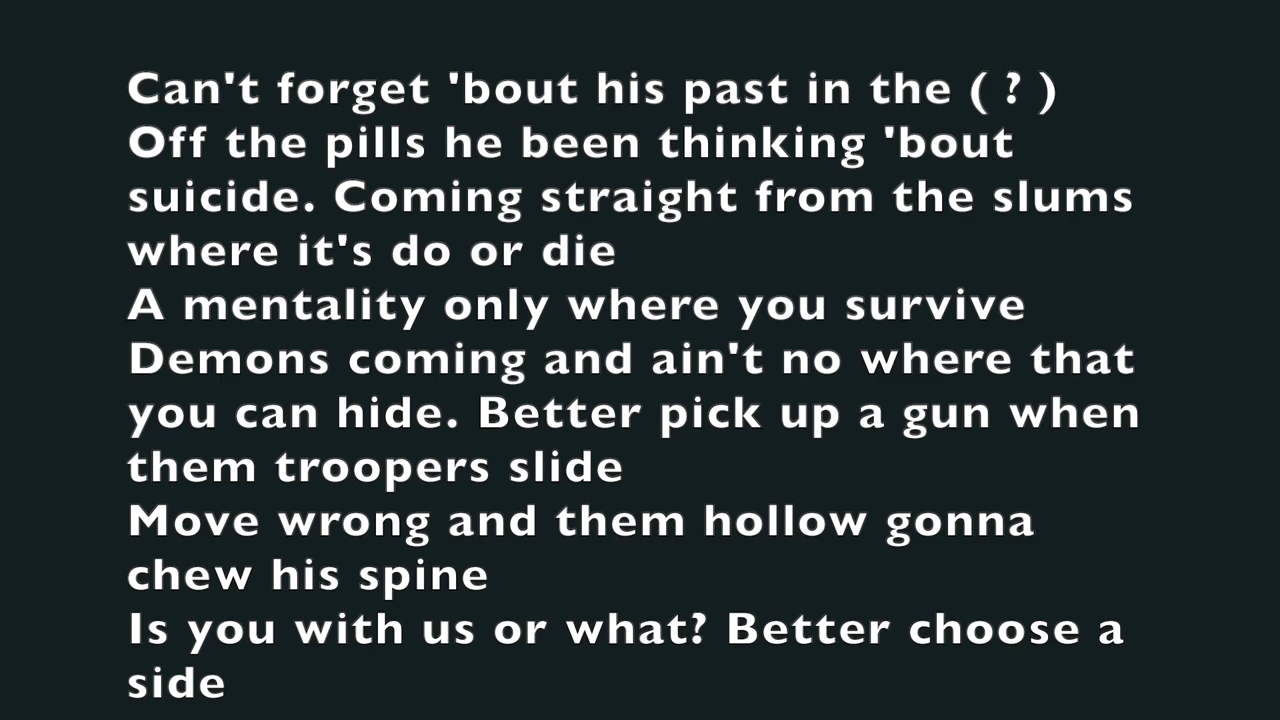 Can't forget 'bout his past in the ( ? )
Off the pills he been thinking 'bout
suicide. Coming straight from the slums
where it's do or die
A mentality only where you survive
Demons coming and ain't no where that
you can hide. Better pick up a gun when
them troopers slide
Move wrong and them hollow gonna
chew his spine
Is you with us or what? Better choose a
side